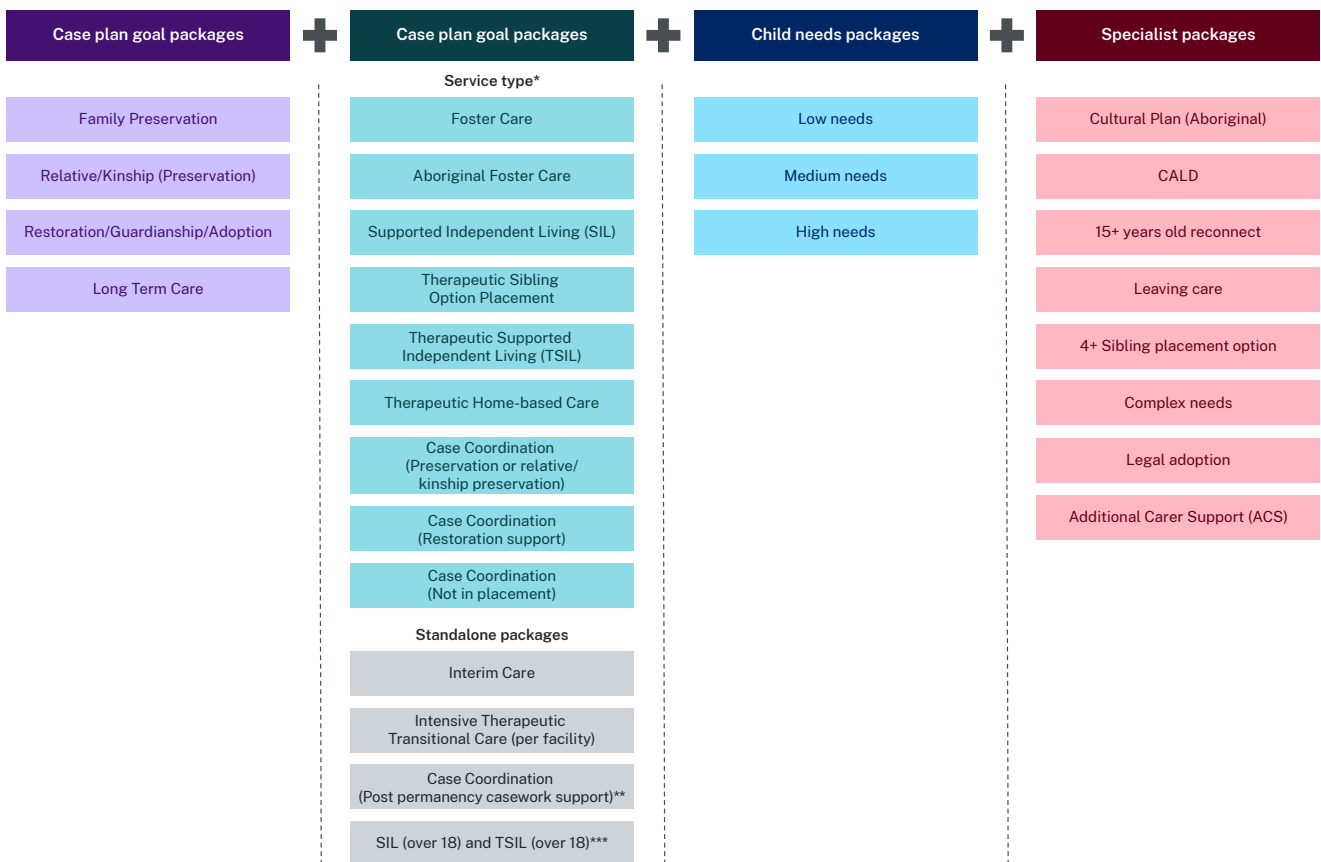 Case plan goal packages
Case plan goal packages
Child needs packages
Specialist packages
Family Preservation
Relative/Kinship (Preservation)
Restoration/Guardianship/Adoption
Long Term Care
Service type*
Foster Care
Aboriginal Foster Care
Supported Independent Living (SIL)
Therapeutic Sibling
Option Placement
Therapeutic Supported
Independent Living (TSIL)
Therapeutic Home-based Care
Case Coordination
(Preservation or relative/
kinship preservation)
Case Coordination
(Restoration support)
Case Coordination
(Not in placement)
Standalone packages
Interim Care
Intensive Therapeutic
Transitional Care (per facility)
Case Coordination
(Post permanency casework support)**
SIL (over 18) and TSIL (over 18)***
Low needs
Medium needs
High needs
Cultural Plan (Aboriginal)
CALD
15+ years old reconnect
Leaving care
4+ Sibling placement option
Complex needs
Legal adoption
Additional Carer Support (ACS)